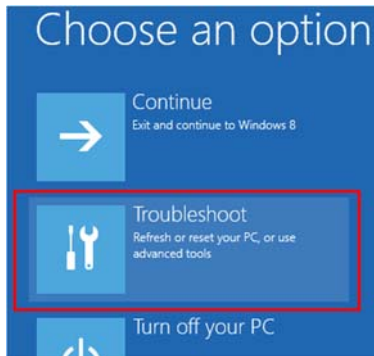 Choose an option
Continue
Exit and continue to Windows 8
Troubleshoot
Refresh or reset your PC, or use
advanced tools
Turn off your PC